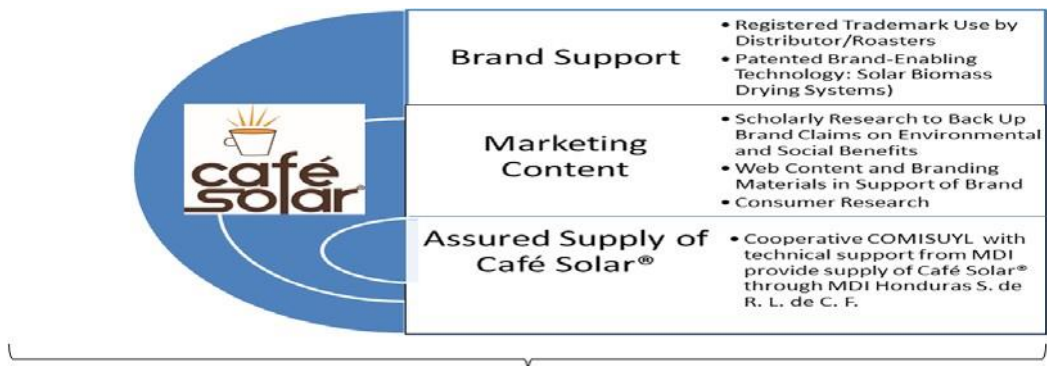 café
solar®
Brand Support
• Registered Trademark Use by
Distributor/Roasters
• Patented Brand-Enabling
Technology: Solar Biomass
Drying Systems)
Marketing
Content
• Scholarly Research to Back Up
Brand Claims on Environmental
and Social Benefits
• Web Content and Branding
Materials in Support of Brand
• Consumer Research
Assured Supply of
Café Solar®
• Cooperative COMISUYL with
technical support from MDI
provide supply of Café Solar®
through MDI Honduras S. de
R. L. de C. F.